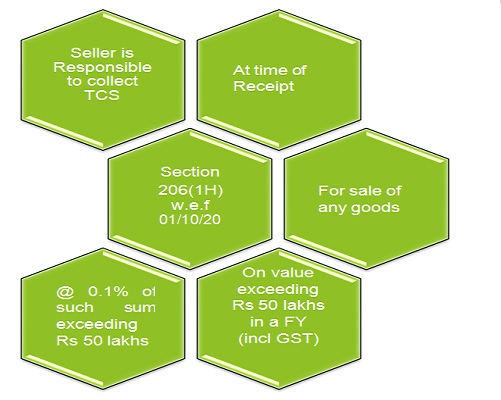 Seller is
Responsible
to collect
TCS
At time of
Receipt
Section
206(1H)
w.e.f
01/10/20
For sale of
any goods
@ 0.1% of
such sum
exceeding
Rs 50 lakhs
On value
exceeding
Rs 50 lakhs
in a FY
(incl GST)